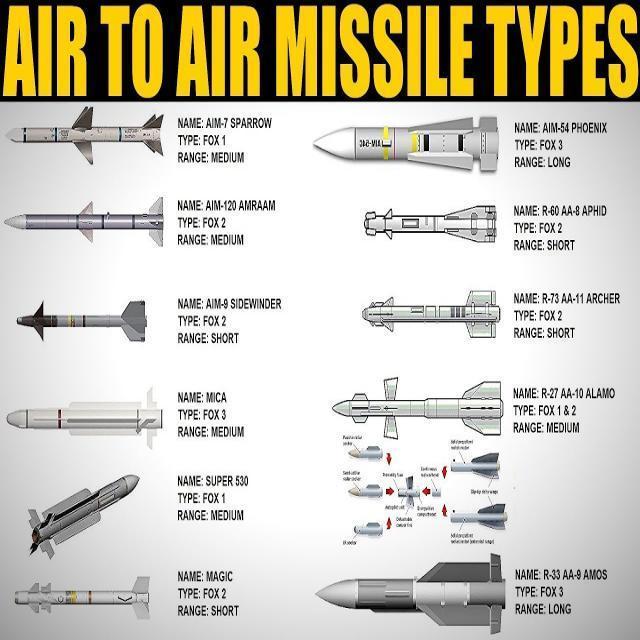 AIR TO AIR MISSILE TYPES
NAME: AIM-7 SPARROW
TYPE: FOX 1
RANGE: MEDIUM
NAME: AIM-120 AMRAAM
TYPE: FOX 2
RANGE: MEDIUM
NAME: AIM-9 SIDEWINDER
TYPE: FOX 2
RANGE: SHORT
NAME: MICA
TYPE: FOX 3
RANGE: MEDIUM
NAME: SUPER 530
TYPE: FOX 1
RANGE: MEDIUM
NAME: MAGIC
TYPE: FOX 2
RANGE: SHORT
NAME: AIM-54 PHOENIX
TYPE: FOX 3
RANGE: LONG
NAME: R-60 AA-8 APHID
TYPE: FOX 2
RANGE: SHORT
NAME: R-73 AA-11 ARCHER
TYPE: FOX 2
RANGE: SHORT
NAME: R-27 AA-10 ALAMO
TYPE: FOX 1 & 2
RANGE: MEDIUM
NAME: R-33 AA-9 AMOS
TYPE: FOX 3
RANGE: LONG